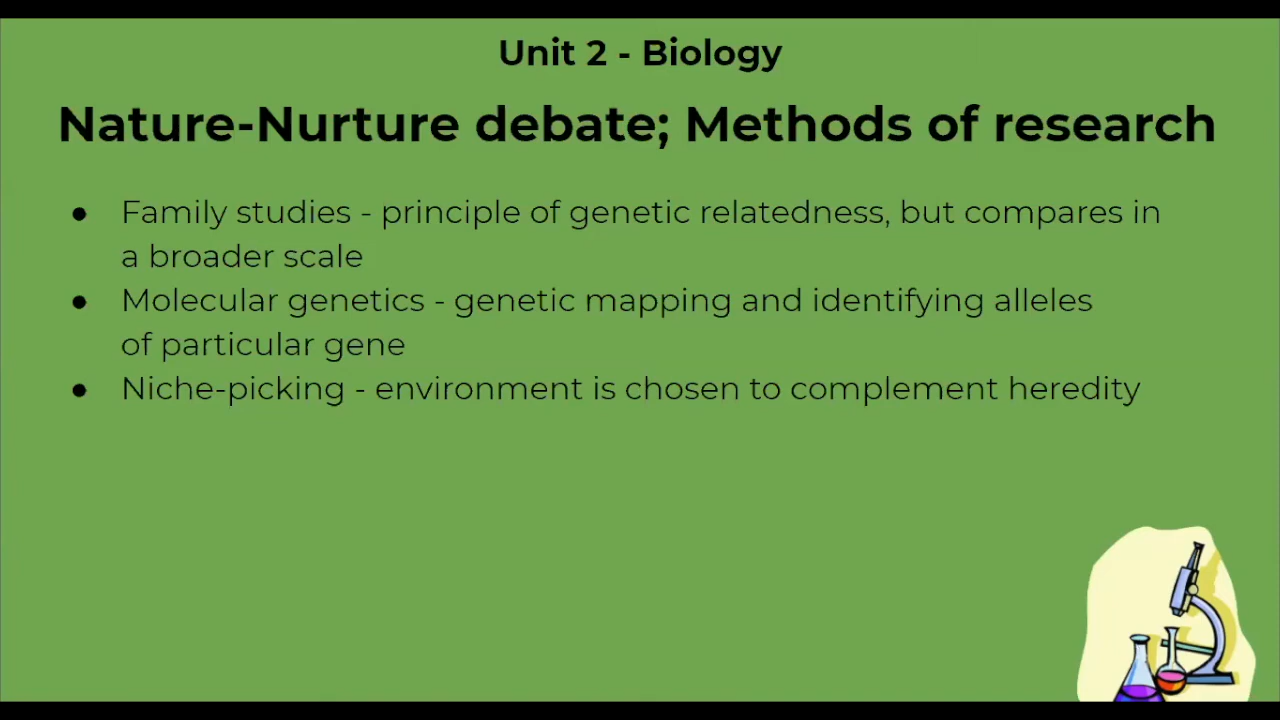 Unit 2 - Biology
Nature-Nurture debate; Methods of research
● Family studies - principle of genetic relatedness, but compares in
a broader scale
● Molecular genetics - genetic mapping and identifying alleles
of particular gene
● Niche-picking - environment is chosen to complement heredity